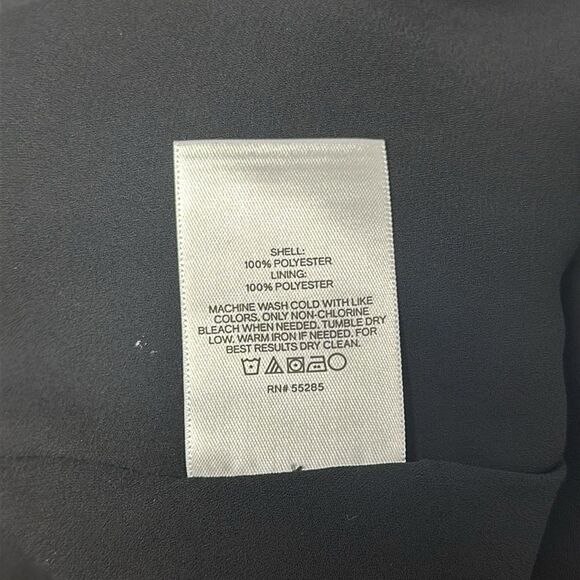 SHELL:
100% POLYESTER
LINING:
100% POLYESTER
MACHINE WASH COLD WITH LIKE
COLORS. ONLY NON-CHLORINE
BLEACH WHEN NEEDED. TUMBLE DRY
LOW. WARM IRON IF NEEDED. FOR
BEST RESULTS DRY CLEAN.
RN# 55285